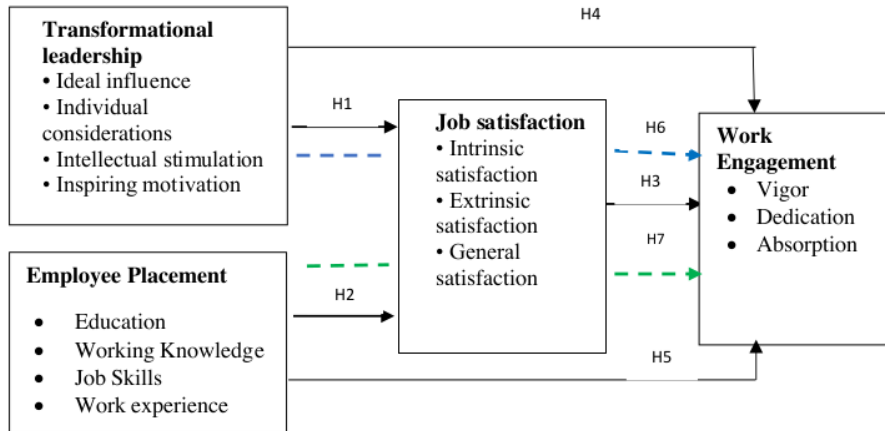 H4
Transformational
leadership
• Ideal influence
• Individual
considerations
• Intellectual stimulation
• Inspiring motivation
H1
Job satisfaction
• Intrinsic
satisfaction
• Extrinsic
satisfaction
• General
satisfaction
H6
H3
H7
Work
Engagement
• Vigor
• Dedication
• Absorption
Employee Placement
• Education
• Working Knowledge
• Job Skills
• Work experience
H2
H5